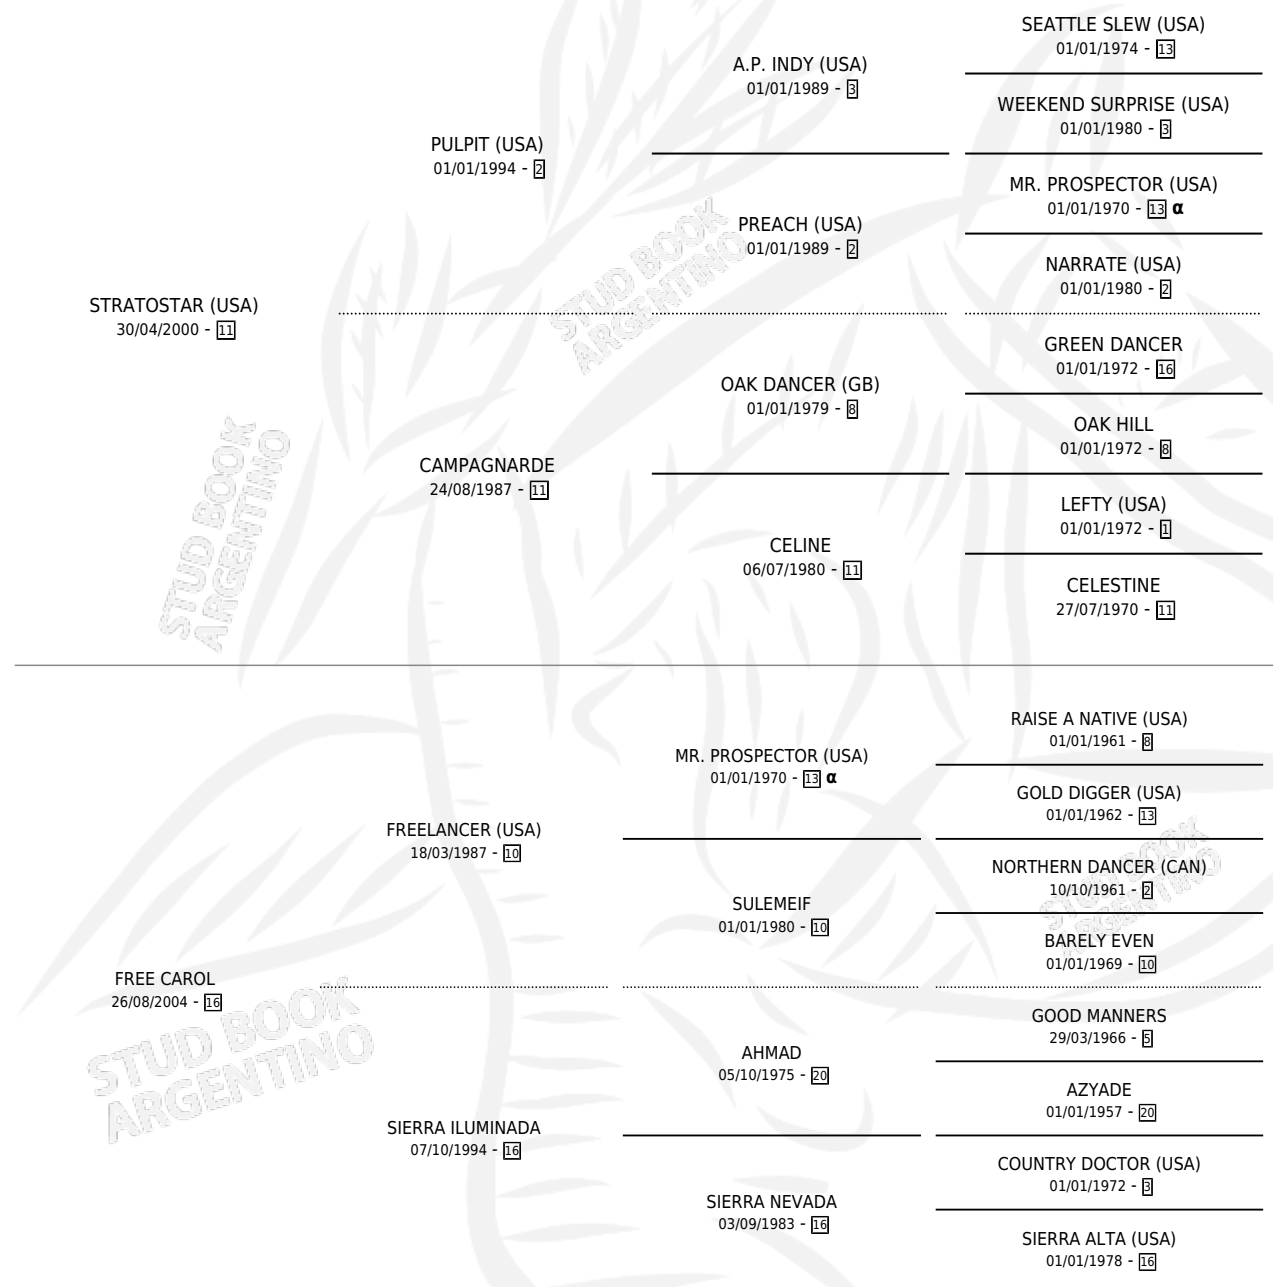 SEATTLE SLEW (USA)
01/01/1974 - 13
A.P. INDY (USA)
01/01/1989 - 3
WEEKEND SURPRISE (USA)
01/01/1980 - 3
PULPIT (USA)
01/01/1994 - 2
MR. PROSPECTOR (USA)
01/01/1970 - 13 α
PREACH (USA)
01/01/1989 - 2
NARRATE (USA)
01/01/1980 - 2
STRATOSTAR (USA)
30/04/2000 - 11
GREEN DANCER
01/01/1972 - 16
OAK DANCER (GB)
01/01/1979 - 8
OAK HILL
01/01/1972 - 8
CAMPAGNARDE
24/08/1987 - 11
LEFTY (USA)
01/01/1972 - 1
CELINE
06/07/1980 - 11
CELESTINE
27/07/1970 - 11
RAISE A NATIVE (USA)
01/01/1961 - 8
MR. PROSPECTOR (USA)
01/01/1970 - 13 α
GOLD DIGGER (USA)
01/01/1962 - 13
FREELANCER (USA)
18/03/1987 - 10
NORTHERN DANCER (CAN)
10/10/1961 - 2
SULEMEIF
01/01/1980 - 10
BARELY EVEN
01/01/1969 - 10
FREE CAROL
26/08/2004 - 16
GOOD MANNERS
29/03/1966 - 5
AHMAD
05/10/1975 - 20
AZYADE
01/01/1957 - 20
SIERRA ILUMINADA
07/10/1994 - 16
COUNTRY DOCTOR (USA)
01/01/1972 - 3
SIERRA NEVADA
03/09/1983 - 16
SIERRA ALTA (USA)
01/01/1978 - 16
STUD BOOK
ARGENTINO
STUD BOOK
ARGENTINO
STUD BOOK
ARGENTINO
STUD BOOK
ARGENTINO